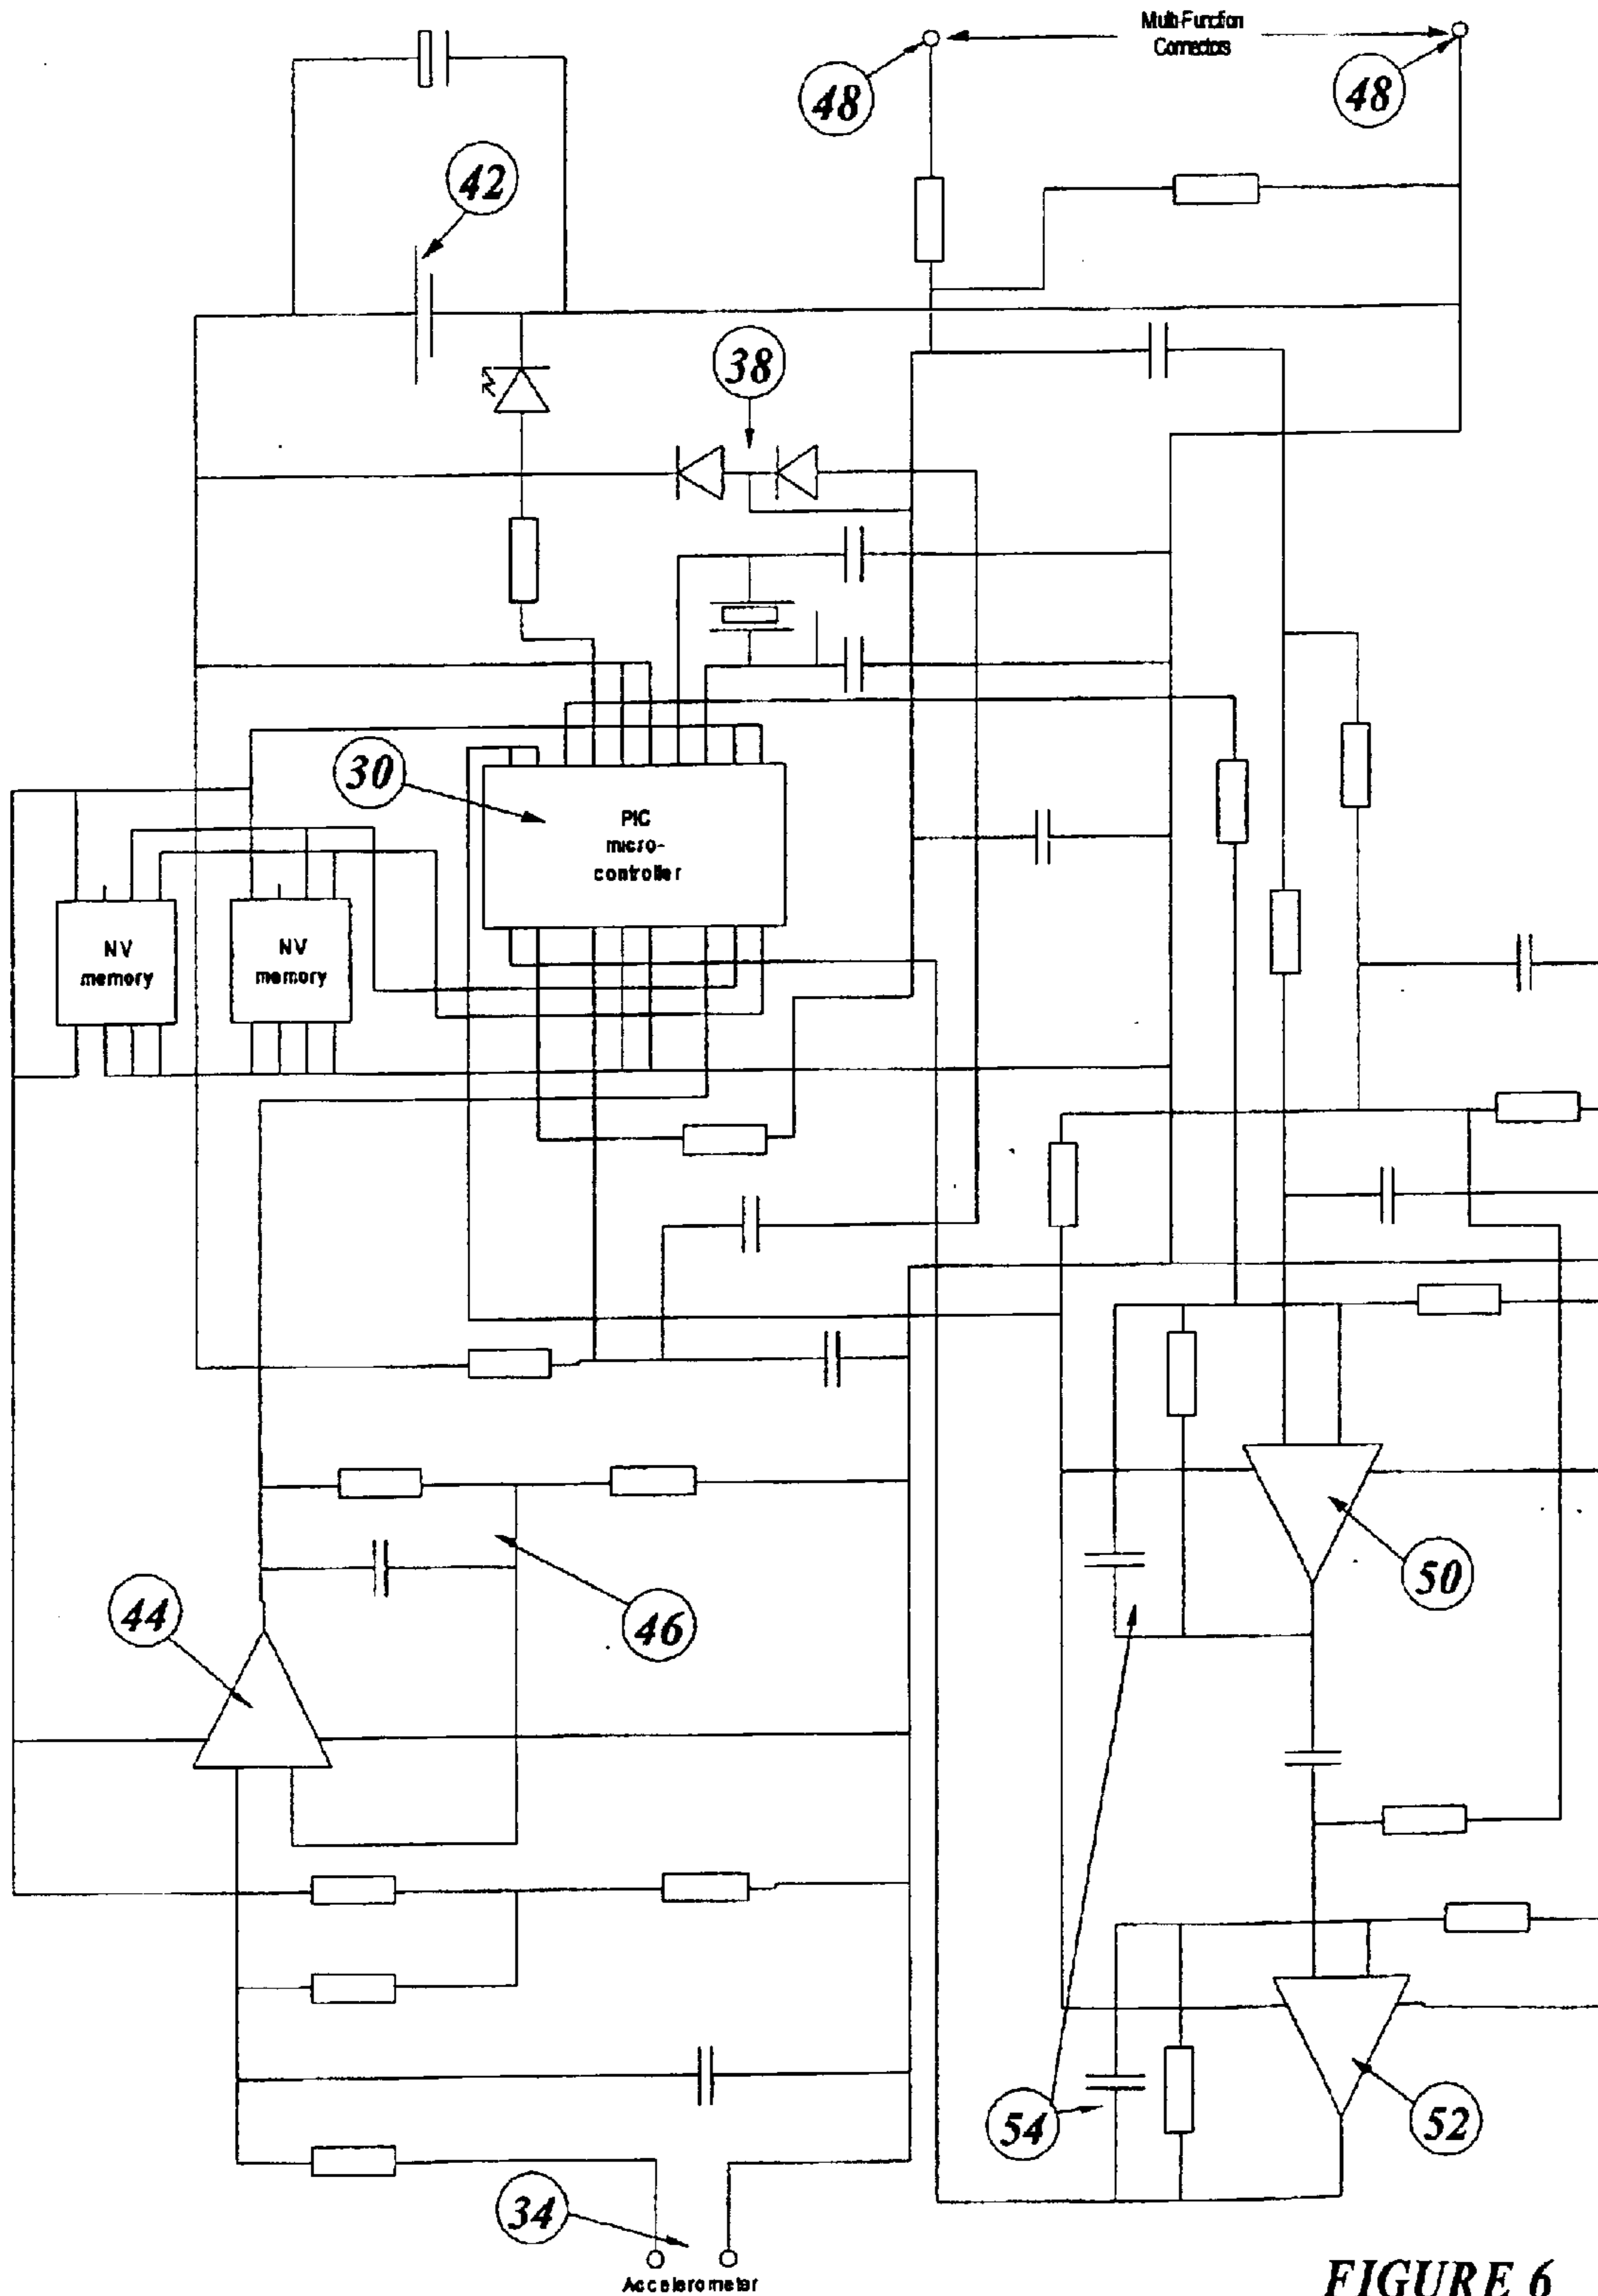 Multi-Function
Connectors
48
48
42
38
30
PIC
micro-
controller
NV
memory
NV
memory
50
44
46
54
52
34
Accelerometer
FIGURE 6